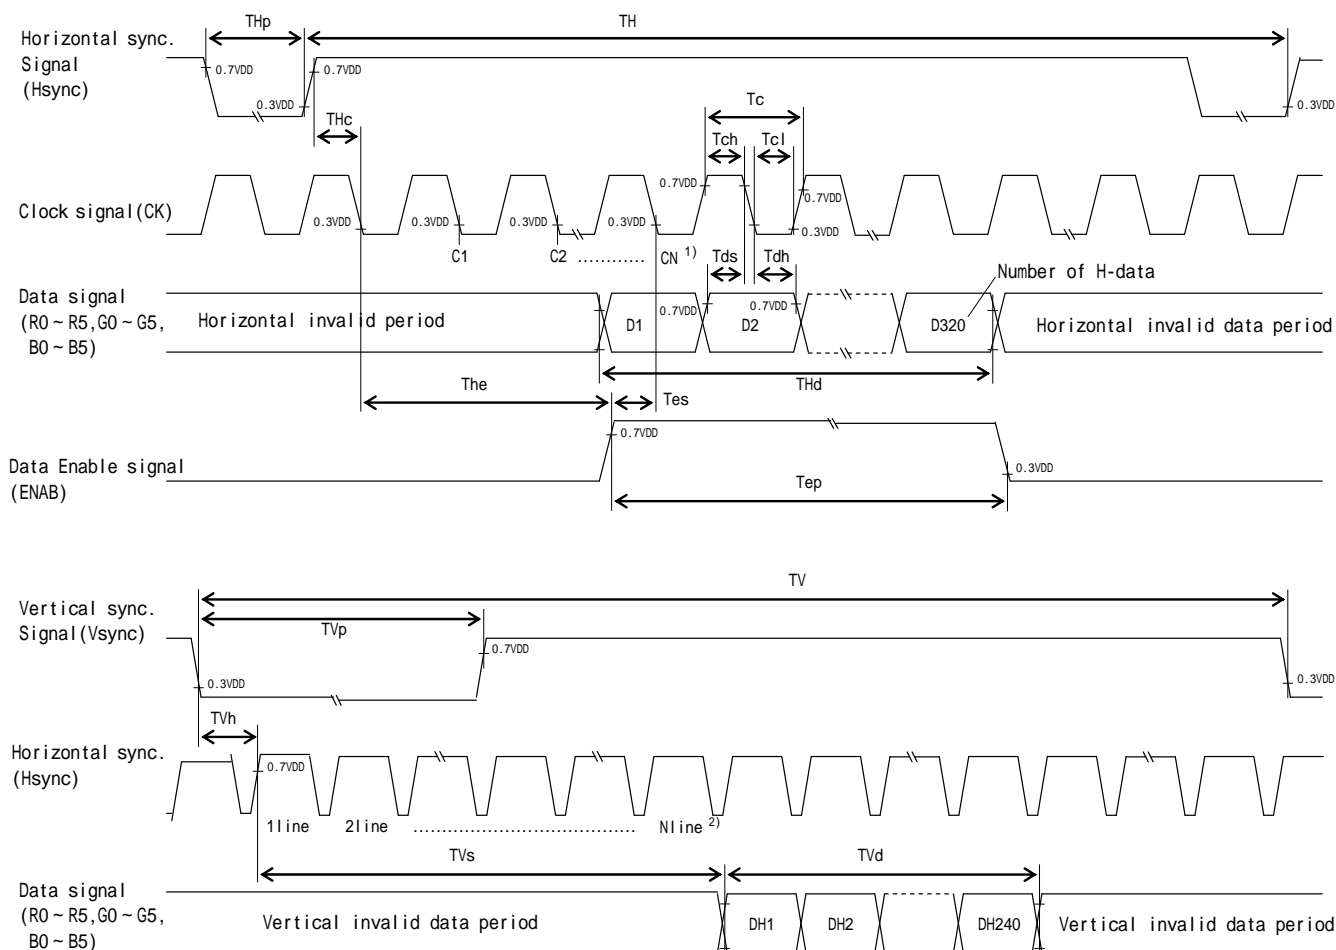 THp
TH
Horizontal sync.
Signal
(Hsync)
0.7VDD
0.3VDD
0.7VDD
0.3VDD
THc
Tc
Tch
Tcl
Clock signal(CK)
0.3VDD
0.3VDD
0.3VDD
0.3VDD
0.7VDD
0.7VDD
0.3VDD
C1
C2 ...........
CN 1)
Tds
Tdh
Number of H-data
Data signal
(R0~R5,G0~G5,
B0~B5)
Horizontal invalid period
D1
0.7VDD
D2
0.7VDD
D320
Horizontal invalid data period
The
Tes
THd
0.7VDD
Data Enable signal
(ENAB)
Tep
0.3VDD
TV
Vertical sync.
Signal(Vsync)
TVp
0.7VDD
0.3VDD
0.3VDD
TVh
Horizontal sync.
(Hsync)
0.7VDD
1line
2line
......................................
Nline 2)
TVs
TVd
Data signal
(R0~R5,G0~G5,
B0~B5)
Vertical invalid data period
DH1
DH2
DH240
Vertical invalid data period